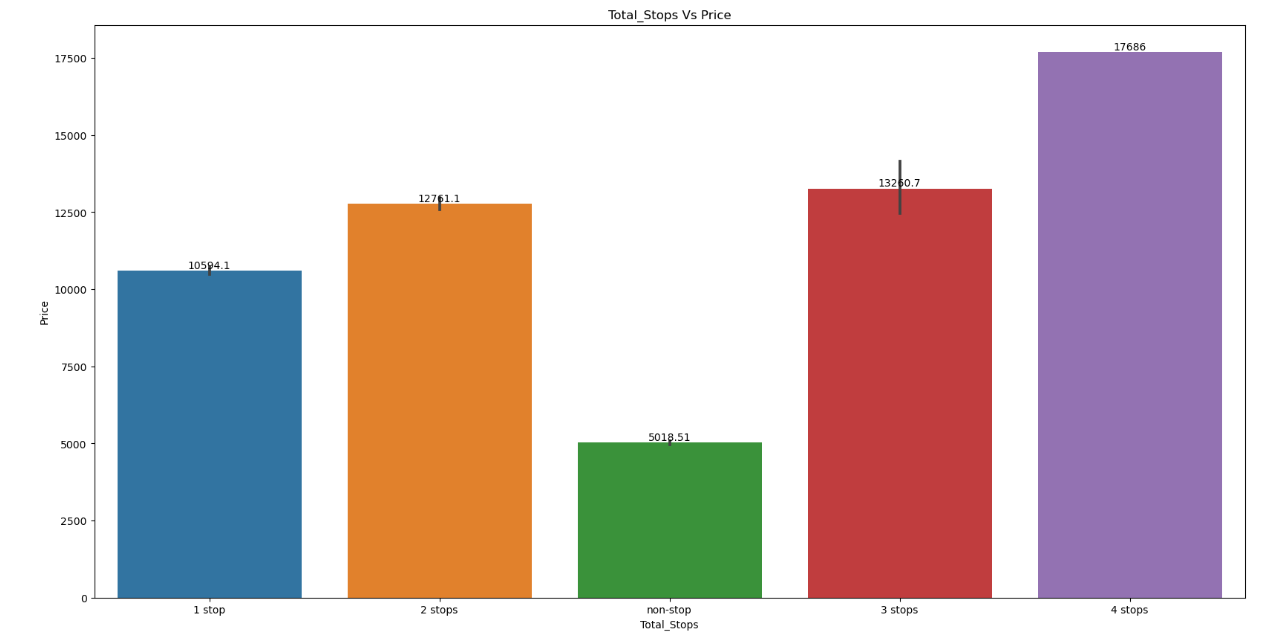 Total_Stops Vs Price
17686
17500
15000
13260.7
12761.1
12500
10594.1
10000
Price
7500
5018.51
5000
2500
0
1 stop
2 stops
non-stop
3 stops
4 stops
Total_Stops